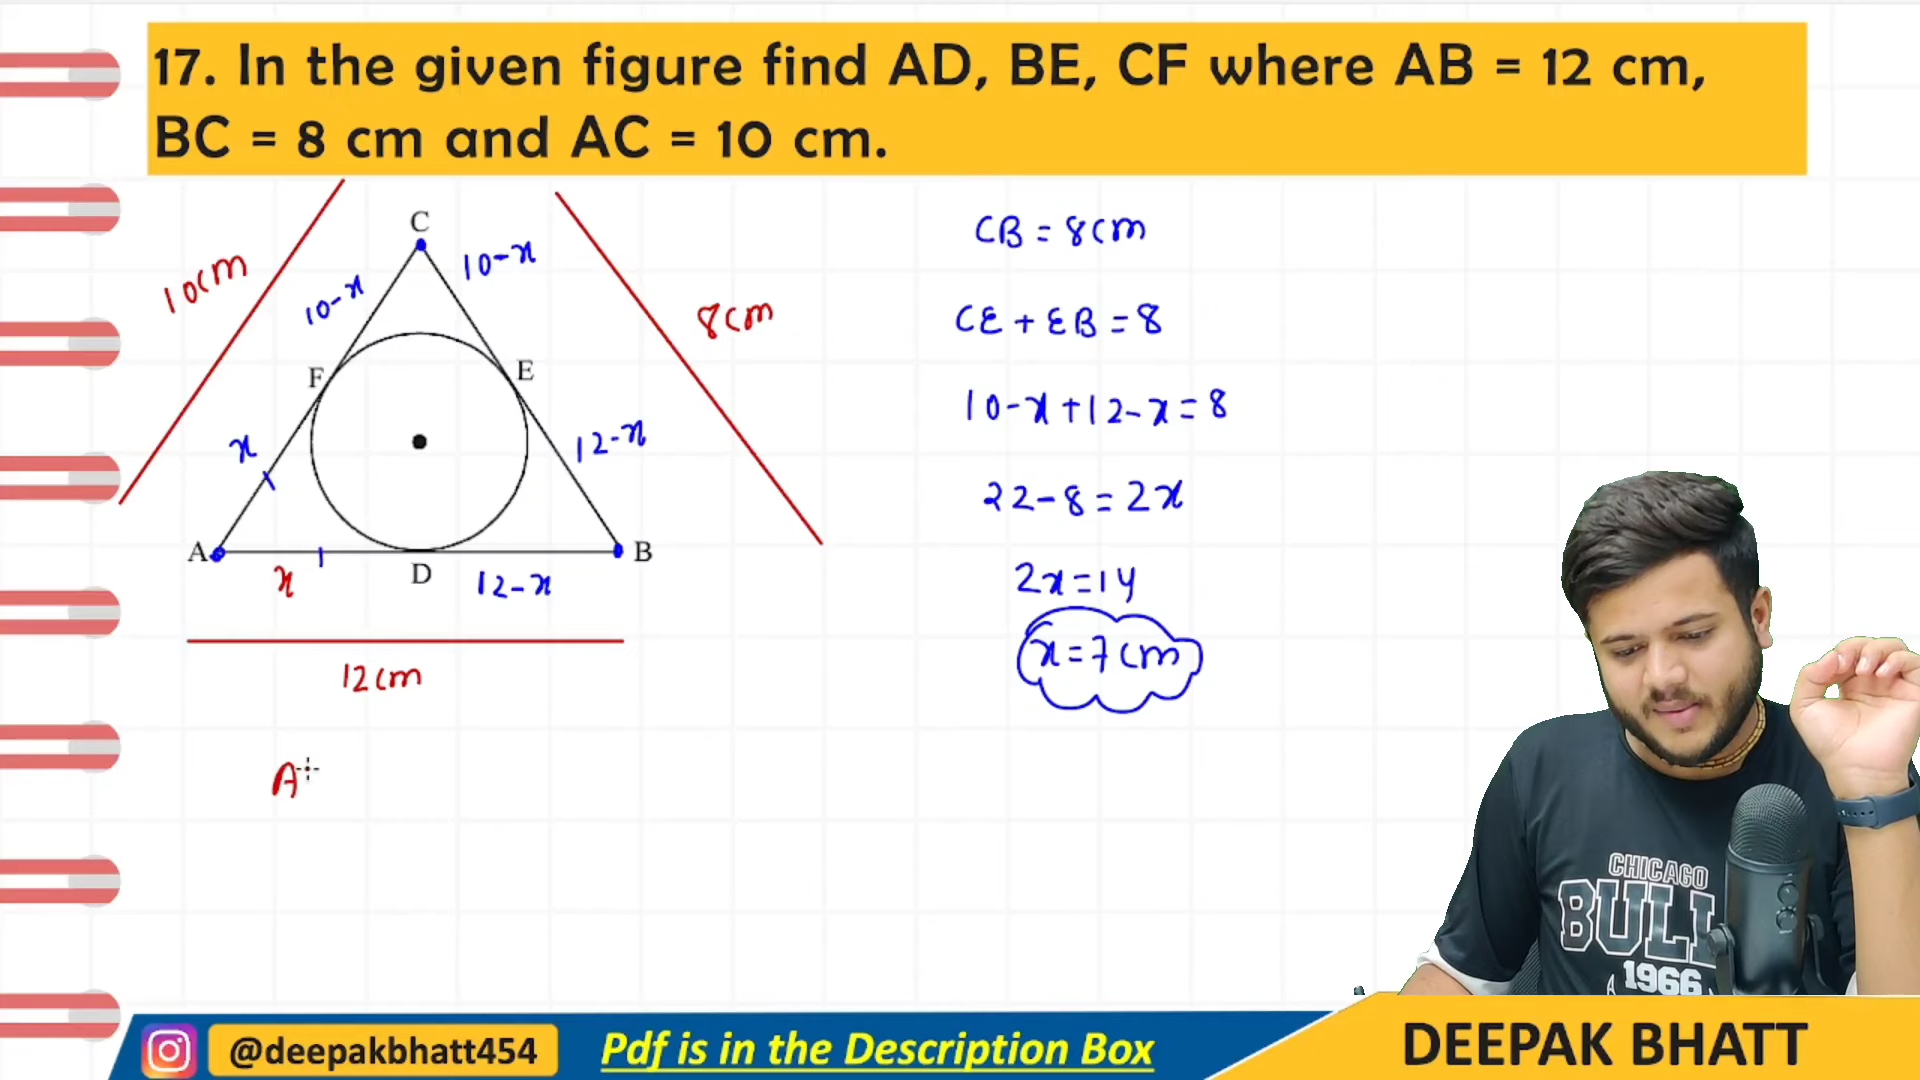 17. In the given figure find AD, BE, CF where AB = 12 cm,
BC = 8 cm and AC = 10 cm.
C
10-x
10-x
10cm
8cm
F
E
x
12-x
A
B
D
x
12-x
12cm
A
CB = 8cm
CE + EB = 8
10-x+12-x=8
22-8=2x
2x=14
x=7cm
CHICAGO
BULL
1966
@deepakbhatt454
Pdf is in the Description Box
DEEPAK BHATT